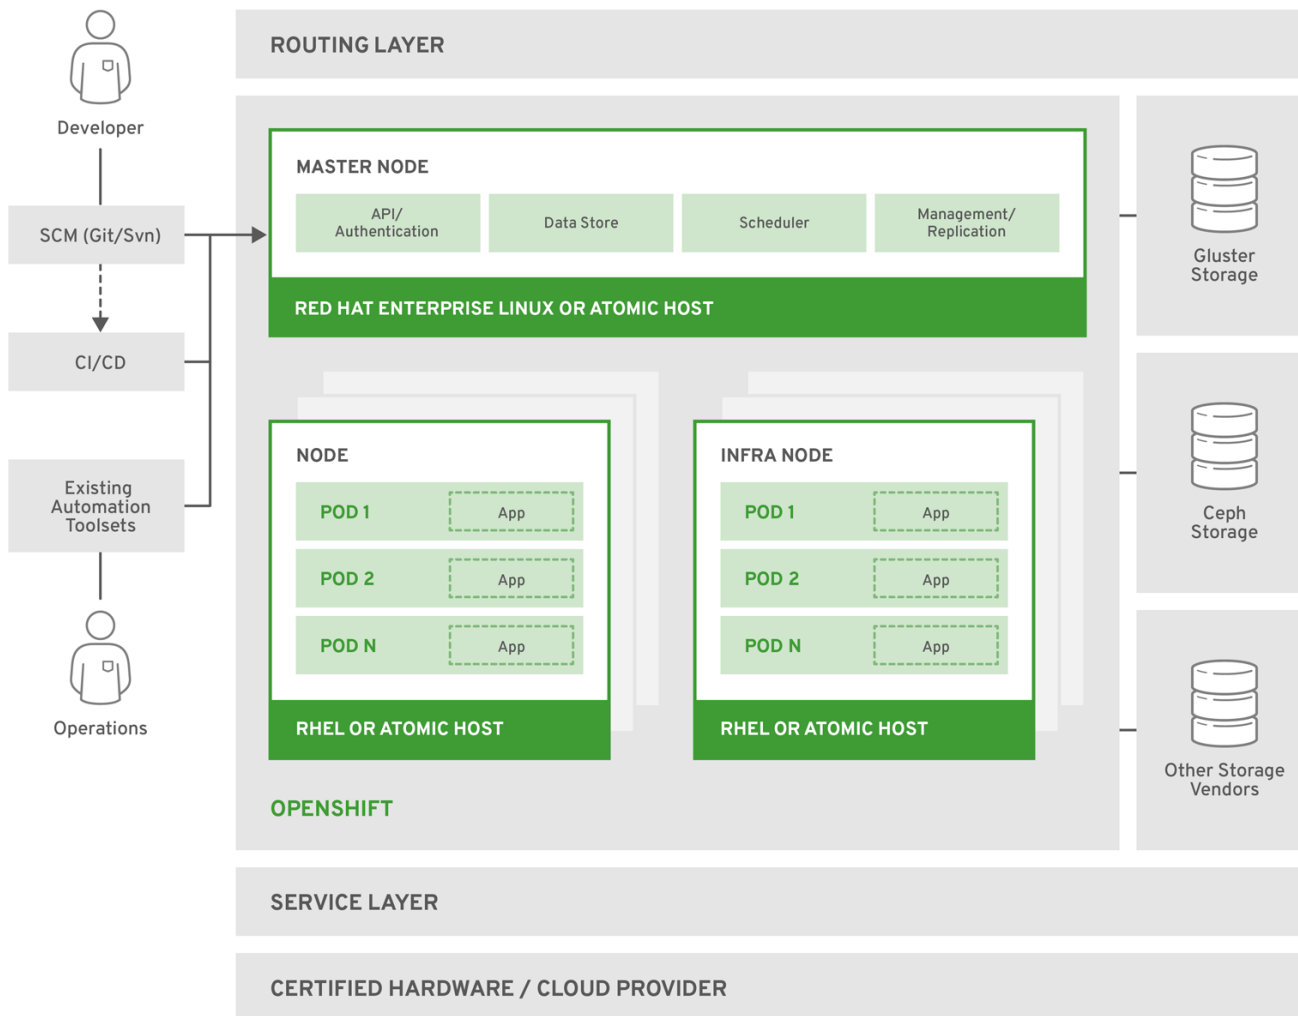 ROUTING LAYER
Developer
SCM (Git/Svn)
CI/CD
Existing
Automation
Toolsets
Operations
MASTER NODE
API/
Authentication
Data Store
Scheduler
Management/
Replication
RED HAT ENTERPRISE LINUX OR ATOMIC HOST
NODE
POD 1
App
POD 2
App
POD N
App
RHEL OR ATOMIC HOST
INFRA NODE
POD 1
App
POD 2
App
POD N
App
RHEL OR ATOMIC HOST
OPENSHIFT
Gluster
Storage
Ceph
Storage
Other Storage
Vendors
SERVICE LAYER
CERTIFIED HARDWARE / CLOUD PROVIDER